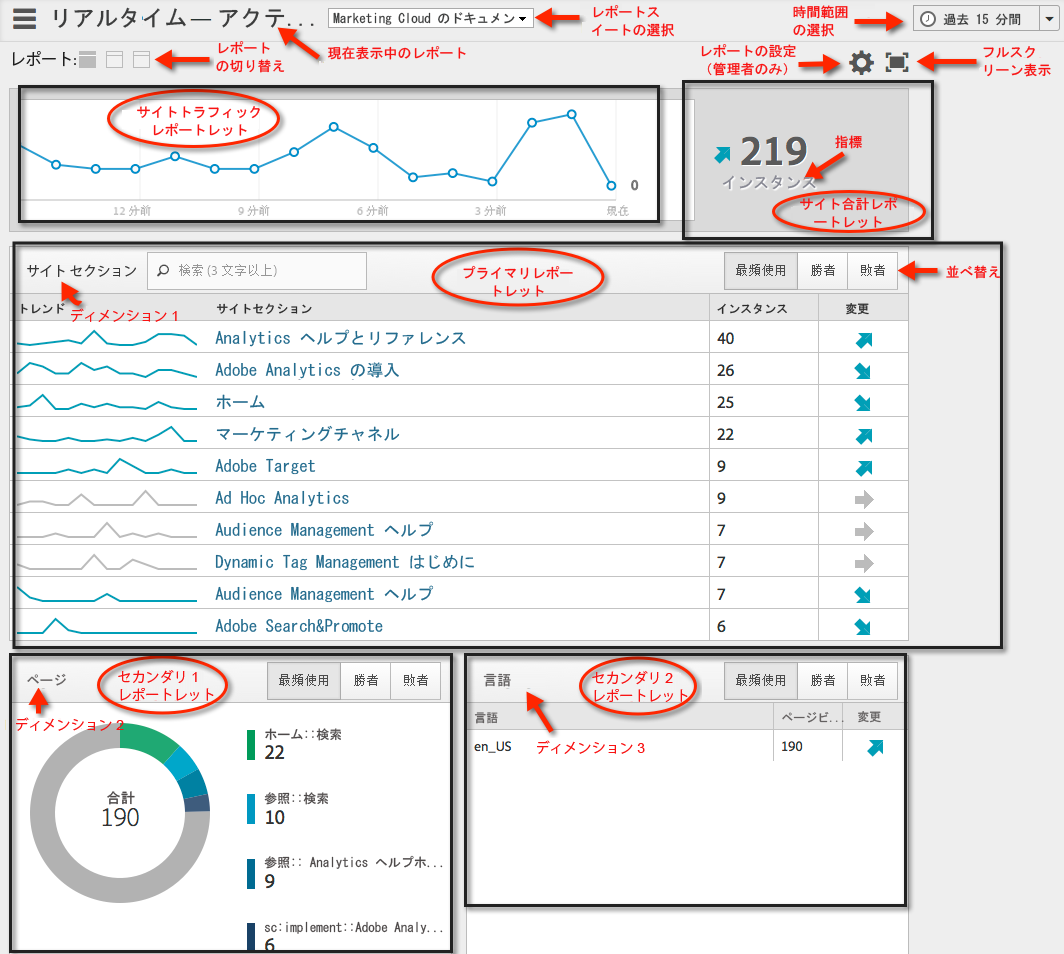 リアルタイム— アクテ...
Marketing Cloud のドキュメン
レポートス
イートの選択
時間範囲
の選択
過去 15 分間
レポート:
レポート
の切り替え
現在表示中のレポート
レポートの設定
（管理者のみ）
フルスク
リーン表示
サイトトラフィック
レポートレット
0
12 分前
9 分前
6 分前
3 分前
現在
219
インスタンス
指標
サイト合計レポ
ートレット
サイト セクション
検索 (3 文字以上)
プライマリレポー
トレット
最頻使用
勝者
敗者
並べ替え
ディメンション 1
トレンド
サイトセクション
インスタンス
変更
Analytics ヘルプとリファレンス
40
Adobe Analytics の導入
26
ホーム
25
マーケティングチャネル
22
Adobe Target
9
Ad Hoc Analytics
9
Audience Management ヘルプ
7
Dynamic Tag Management はじめに
7
Audience Management ヘルプ
7
Adobe Search&Promote
6
ページ
セカンダリ 1
レポートレット
最頻使用
勝者
敗者
ディメンション 2
合計
190
ホーム::検索
22
参照::検索
10
参照:: Analytics ヘルプホ...
9
sc:implement::Adobe Analy...
6
言語
セカンダリ 2
レポートレット
最頻使用
勝者
敗者
言語
ページビ...
変更
en_US
190
ディメンション 3